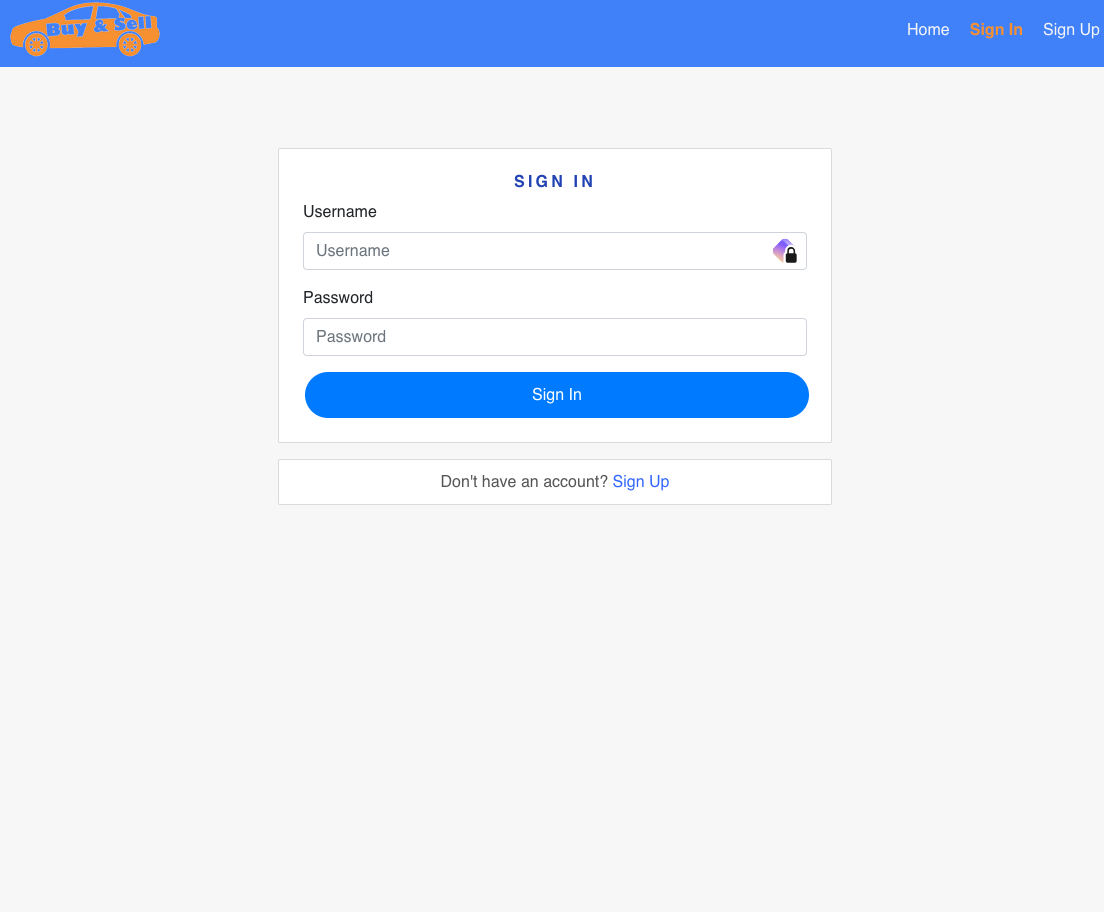 Buy & Sell
Home Sign In Sign Up
SIGN IN
Username
Username
Password
Password
Sign In
Don't have an account? Sign Up